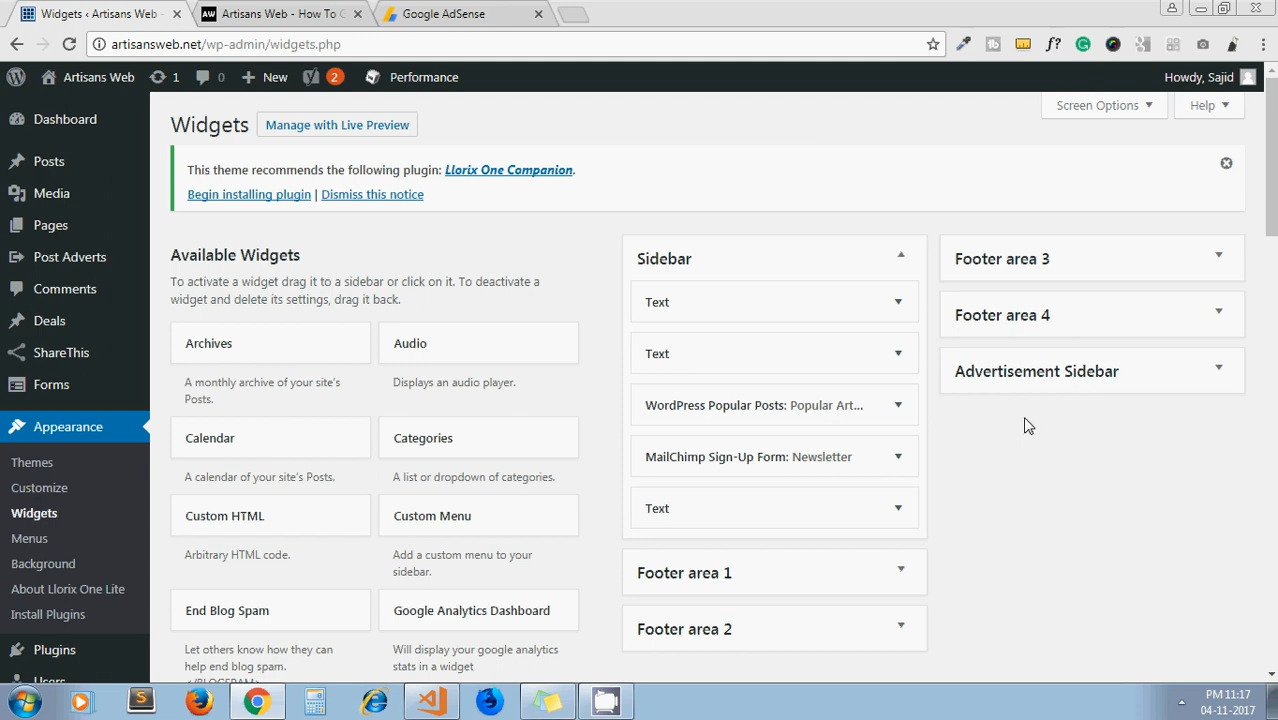 Widgets ‹ Artisans Web -
Artisans Web - How To C
Google AdSense
artisansweb.net/wp-admin/widgets.php
Artisans Web
1
0
New
2
Performance
Howdy, Sajid
Dashboard
Posts
Media
Pages
Post Adverts
Comments
Deals
ShareThis
Forms
Appearance
Themes
Customize
Widgets
Menus
Background
About Llorix One Lite
Install Plugins
Plugins
Users
Screen Options
Help
Widgets
Manage with Live Preview
This theme recommends the following plugin: Llorix One Companion.
Begin installing plugin | Dismiss this notice
Available Widgets
To activate a widget drag it to a sidebar or click on it. To deactivate a
widget and delete its settings, drag it back.
Archives
A monthly archive of your site's
Posts.
Audio
Displays an audio player.
Calendar
A calendar of your site's Posts.
Categories
A list or dropdown of categories.
Custom HTML
Arbitrary HTML code.
Custom Menu
Add a custom menu to your
sidebar.
End Blog Spam
Let others know how they can
help end blog spam.
</BLOGSPAM>
Google Analytics Dashboard
Will display your google analytics
stats in a widget
Sidebar
Text
Text
WordPress Popular Posts: Popular Art...
MailChimp Sign-Up Form: Newsletter
Text
Footer area 1
Footer area 2
Footer area 3
Footer area 4
Advertisement Sidebar
PM 11:17
04-11-2017